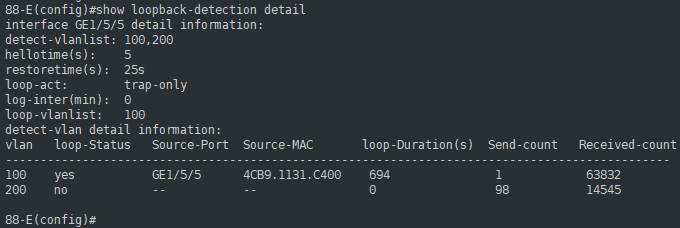 88-E(config)#show loopback-detection detail
interface GE1/5/5 detail information:
detect-vlanlist: 100,200
hellotime(s): 5
restoretime(s): 25s
loop-act: trap-only
log-inter(min): 0
loop-vlanlist: 100
detect-vlan detail information:
vlan loop-Status Source-Port Source-MAC loop-Duration(s) Send-count Received-count
-----------------------------------------------------------------------------------------------
100 yes GE1/5/5 4CB9.1131.C400 694 1 63832
200 no -- -- 0 98 14545
88-E(config)#